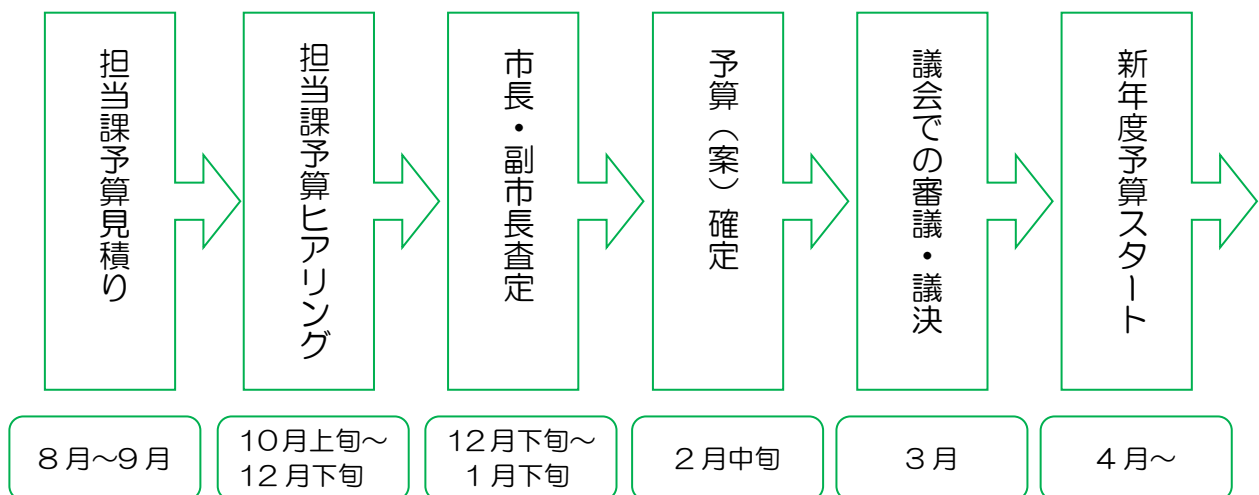 担当課予算見積り
担当課予算ヒアリング
市長・副市長査定
予算（案）確定
議会での審議・議決
新年度予算スタート
８月～９月
１０月上旬～
１２月下旬
１２月下旬～
１月下旬
２月中旬
３月
４月～